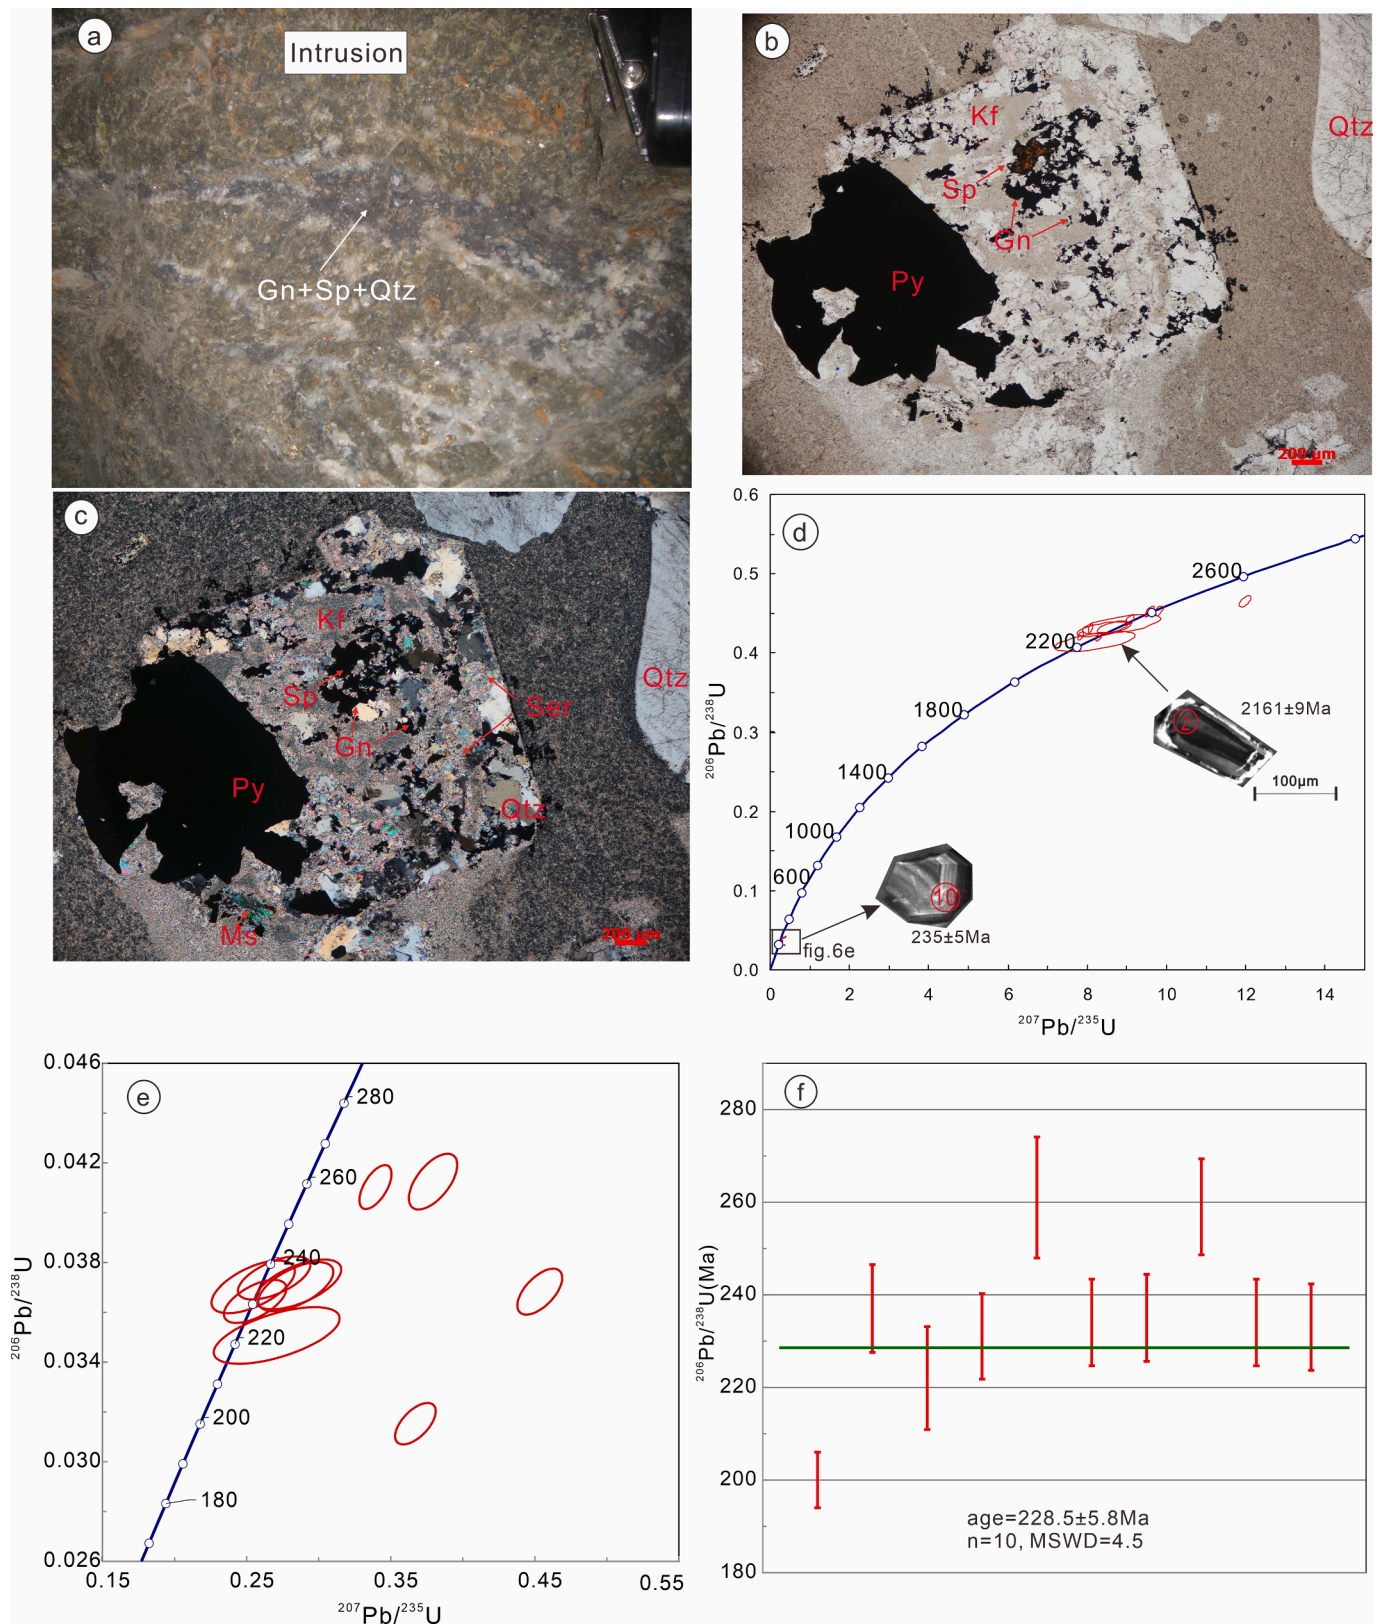 a
Intrusion
Gn+Sp+Qtz
b
Kf
Qtz
Sp
Gn
Py
200 µm
c
Kf
Qtz
Sp
Ser
Gn
Py
Qtz
Ms
200 µm
d
0.6
0.5
0.4
0.3
0.2
0.1
0.0
206Pb/238U
2600
2200
1800
1400
1000
600
2
2161±9Ma
100µm
10
235±5Ma
fig.6e
0
2
4
6
8
10
12
14
207Pb/235U
e
0.046
0.042
0.038
0.034
0.030
0.026
206Pb/238U
280
260
240
220
200
180
0.15
0.25
0.35
0.45
0.55
207Pb/235U
f
280
260
240
220
200
180
206Pb/238U(Ma)
age=228.5±5.8Ma
n=10, MSWD=4.5